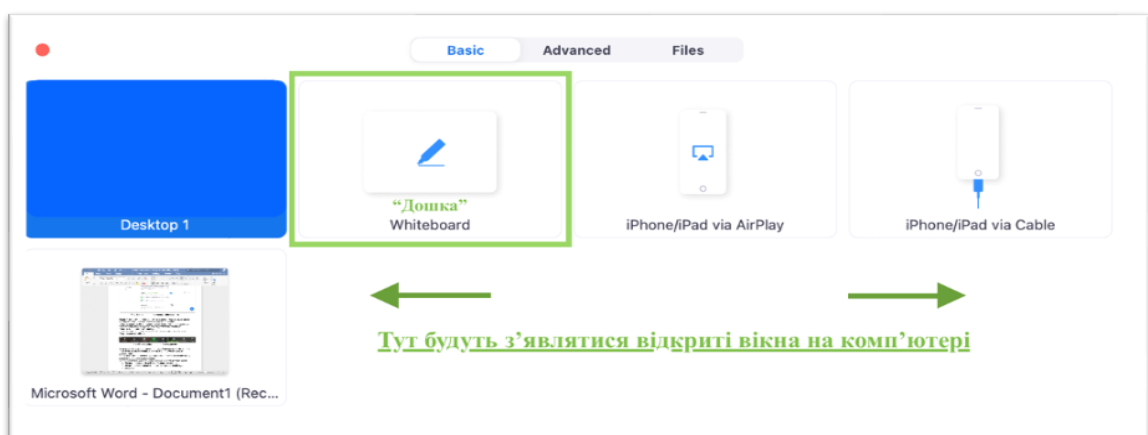 Basic Advanced Files
“Дошка”
Desktop 1 Whiteboard iPhone/iPad via AirPlay iPhone/iPad via Cable
Тут будуть з’являтися відкриті вікна на комп’ютері
Microsoft Word - Document1 (Rec...